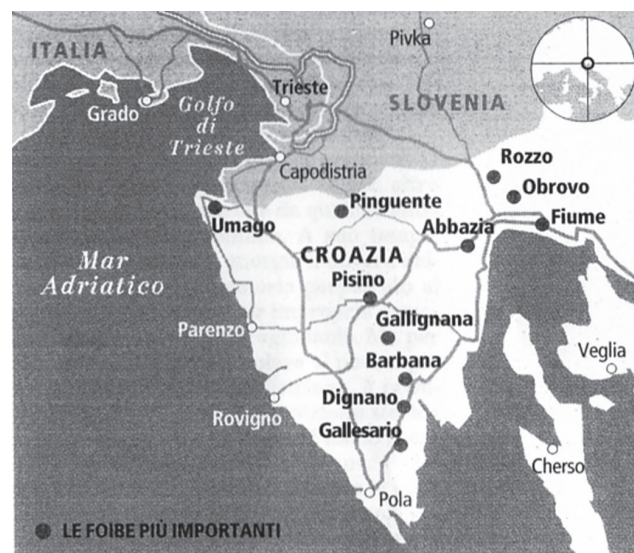 Pivka
ITALIA
Trieste
SLOVENIA
Grado
Golfo
di
Trieste
Capodistria
Rozzo
Obrovo
Pinguente
Umago
Abbazia
Fiume
CROAZIA
Mar
Adriatico
Pisino
Gallignana
Parenzo
Barbana
Veglia
Dignano
Rovigno
Gallesario
Cherso
Pola
LE FOIBE PIÙ IMPORTANTI